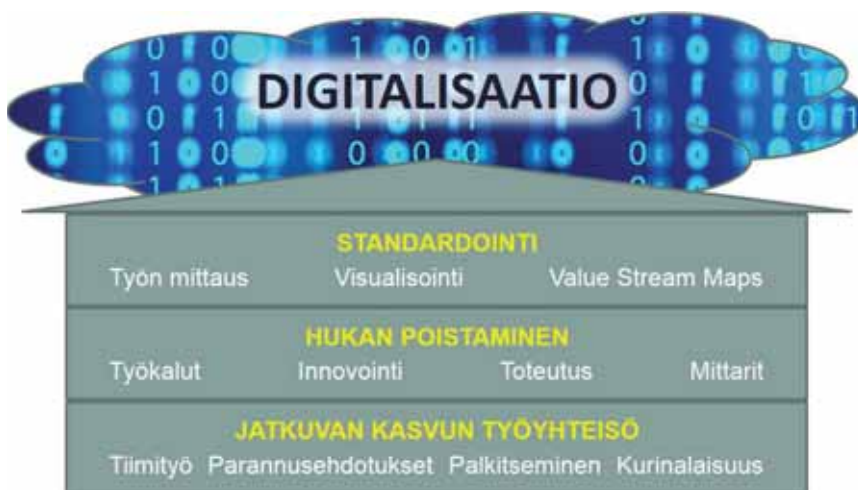 DIGITALISAATIO
STANDARDOINTI
Työn mittaus Visualisointi Value Stream Maps
HUKAN POISTAMINEN
Työkalut Innovointi Toteutus Mittarit
JATKUVAN KASVUN TYÖYHTEISÖ
Tiimityö Parannusehdotukset Palkitseminen Kurinalaisuus